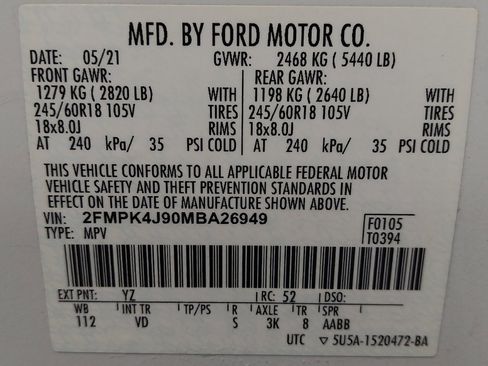 MFD. BY FORD MOTOR CO.
DATE: 05/21 GVWR: 2468 KG ( 5440 LB)
FRONT GAWR: REAR GAWR:
1279 KG ( 2820 LB) WITH 1198 KG ( 2640 LB) WITH
245/60R18 105V TIRES 245/60R18 105V TIRES
18x8.0J RIMS 18x8.0J RIMS
AT 240 kPa/ 35 PSI COLD AT 240 kPa/ 35 PSI COLD
THIS VEHICLE CONFORMS TO ALL APPLICABLE FEDERAL MOTOR
VEHICLE SAFETY AND THEFT PREVENTION STANDARDS IN
EFFECT ON THE DATE OF MANUFACTURE SHOWN ABOVE.
VIN: 2FMPK4J90MBA26949 F0105
TYPE: MPV T0394
EXT PNT: YZ RC: 52 DSO:
WB INT TR TP/PS R AXLE TR SPR
112 VD S 3K 8 AABB
UTC ▽ 5U5A-1520472-BA